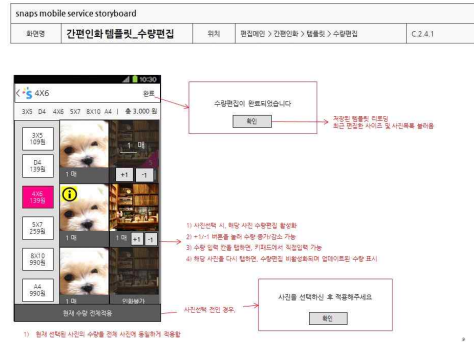 snaps mobile service storyboard
화면명 간편인화 템플릿_수량편집 위치 편집메인 > 간편인화 > 템플릿 > 수량편집 C.2.4.1
10:30
< S 4X6 완료
3X5 D4 4X6 5X7 8X10 A4 | 총 3,000 원
3X5
109원
D4
139원
4X6
139원
5X7
259원
8X10
990원
A4
990원
1 매
1 매
+1 -1
1 매
1 매
+1 -1
1 매
인화불가
현재 수량 전체적용
수량편집이 완료되었습니다
확인
저장된 템플릿 리로딩
최근 편집한 사이즈 및 사진목록 불러옴
1) 사진선택 시, 해당 사진 수량편집 활성화
2) +1/-1 버튼을 눌러 수량 증가/감소 가능
3) 수량 입력 칸을 탭하면, 키패드에서 직접입력 가능
4) 해당 사진을 다시 탭하면, 수량편집 비활성화되며 업데이트된 수량 표시
사진선택 전인 경우,
사진을 선택하신 후 적용해주세요
확인
1) 현재 선택된 사진의 수량을 전체 사진에 동일하게 적용함